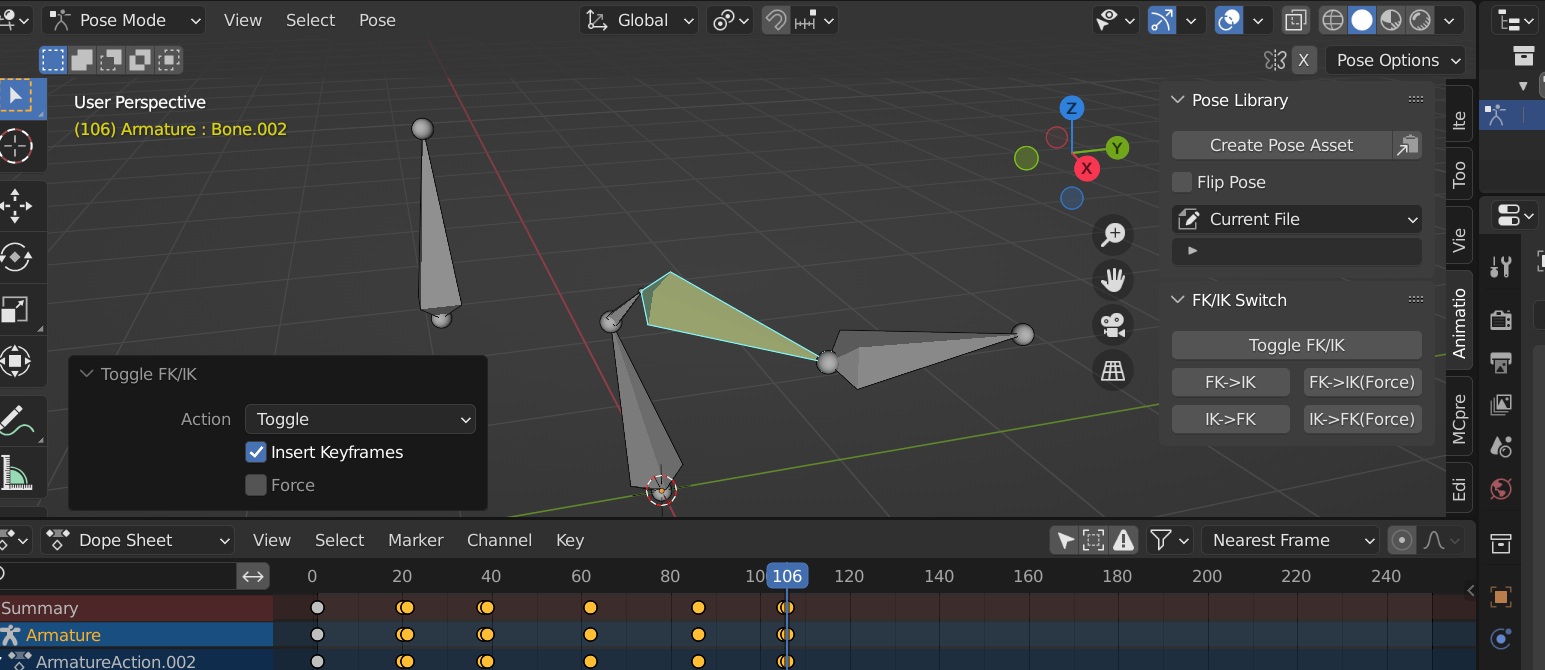 Pose Mode View Select Pose Global
X Pose Options
User Perspective
(106) Armature : Bone.002
Z
Y
X
Pose Library
Create Pose Asset
Flip Pose
Current File
FK/IK Switch
Toggle FK/IK
FK->IK FK->IK(Force)
IK->FK IK->FK(Force)
Ite
Too
Vie
Animatio
MCpre
Edi
Toggle FK/IK
Action Toggle
Insert Keyframes
Force
Dope Sheet View Select Marker Channel Key Nearest Frame
0 20 40 60 80 10 106 120 140 160 180 200 220 240
Summary
Armature
ArmatureAction.002